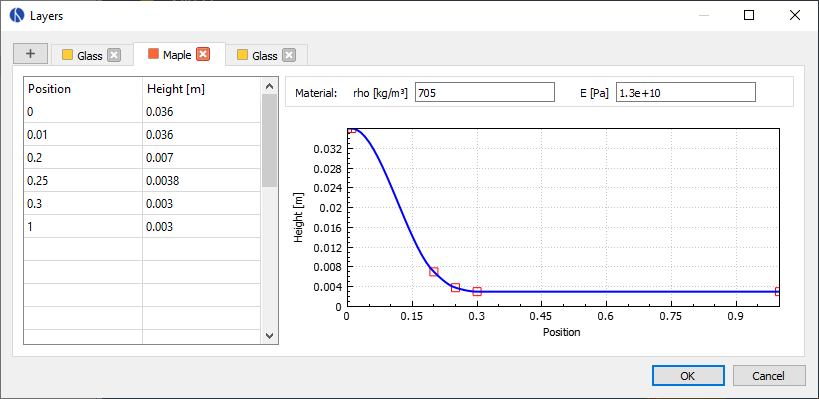 Layers
+ Glass Maple Glass
Position Height [m]
0 0.036
0.01 0.036
0.2 0.007
0.25 0.0038
0.3 0.003
1 0.003
Material: rho [kg/m³] 705 E [Pa] 1.3e+10
Height [m]
0.032
0.028
0.024
0.02
0.016
0.012
0.008
0.004
0
0 0.15 0.3 0.45 0.6 0.75 0.9
Position
OK Cancel